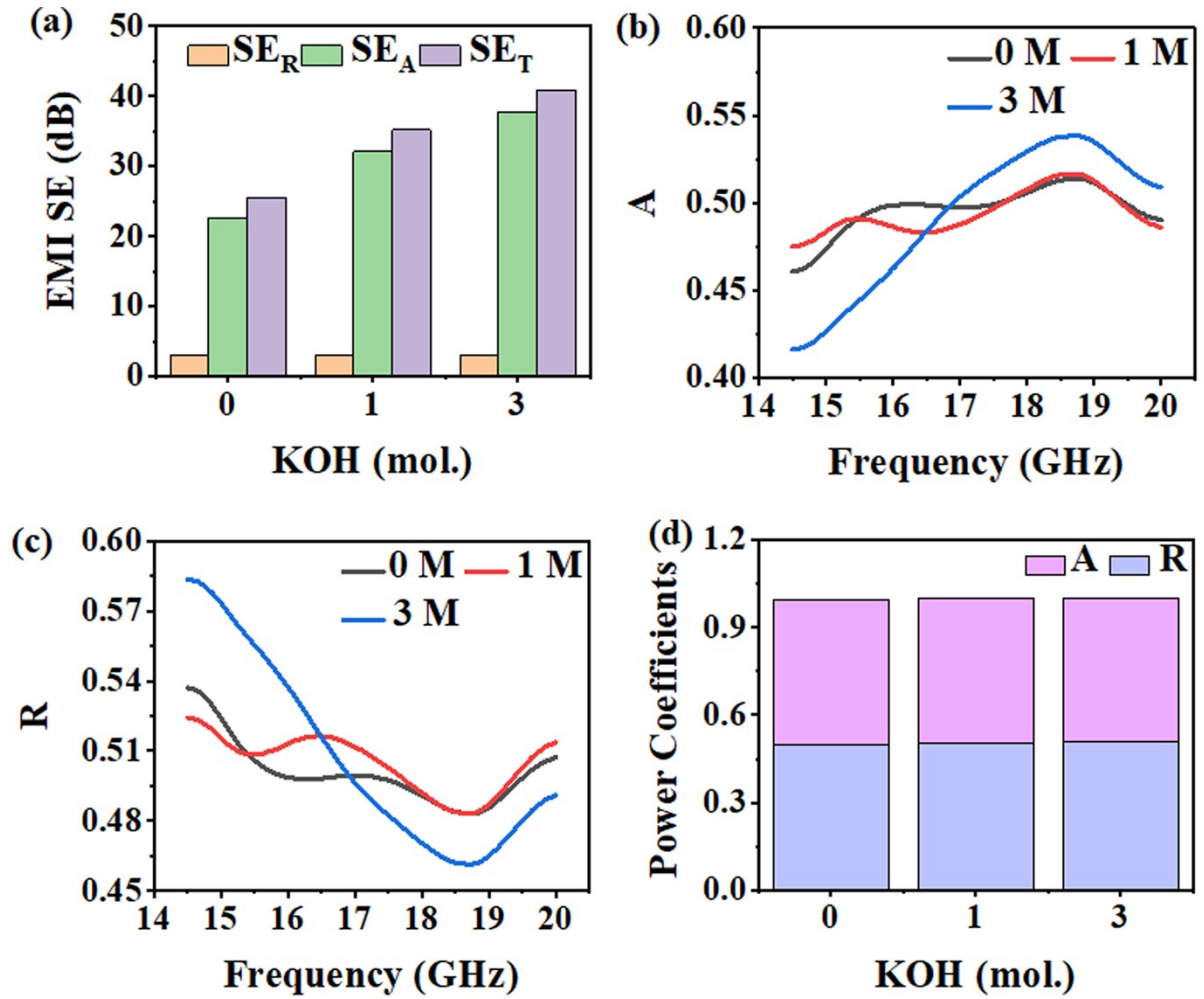 (a)
SE_R SE_A SE_T
50
40
30
20
10
0
EMI SE (dB)
0 1 3
KOH (mol.)
(b)
0 M 1 M
3 M
0.60
0.55
0.50
0.45
0.40
A
14 15 16 17 18 19 20
Frequency (GHz)
(c)
0 M 1 M
3 M
0.60
0.57
0.54
0.51
0.48
0.45
R
14 15 16 17 18 19 20
Frequency (GHz)
(d)
A R
1.2
0.9
0.6
0.3
0.0
Power Coefficients
0 1 3
KOH (mol.)